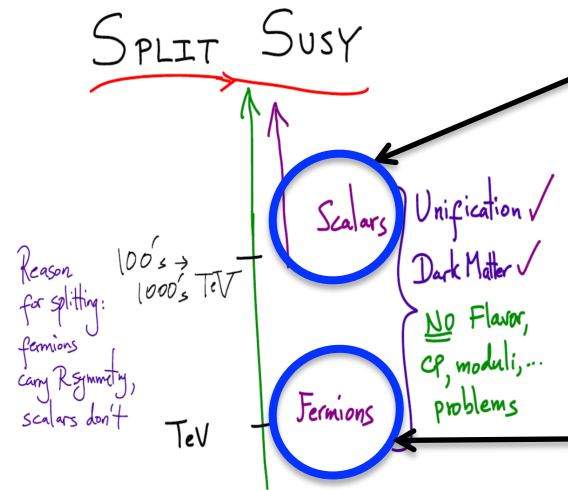 SPLIT SUSY
Scalars
Unification ✓
Dark Matter ✓
NO Flavor,
CP, moduli,...
problems
100's →
1000's TeV
Reason
for splitting:
fermions
carry R symmetry,
scalars don't
Fermions
TeV